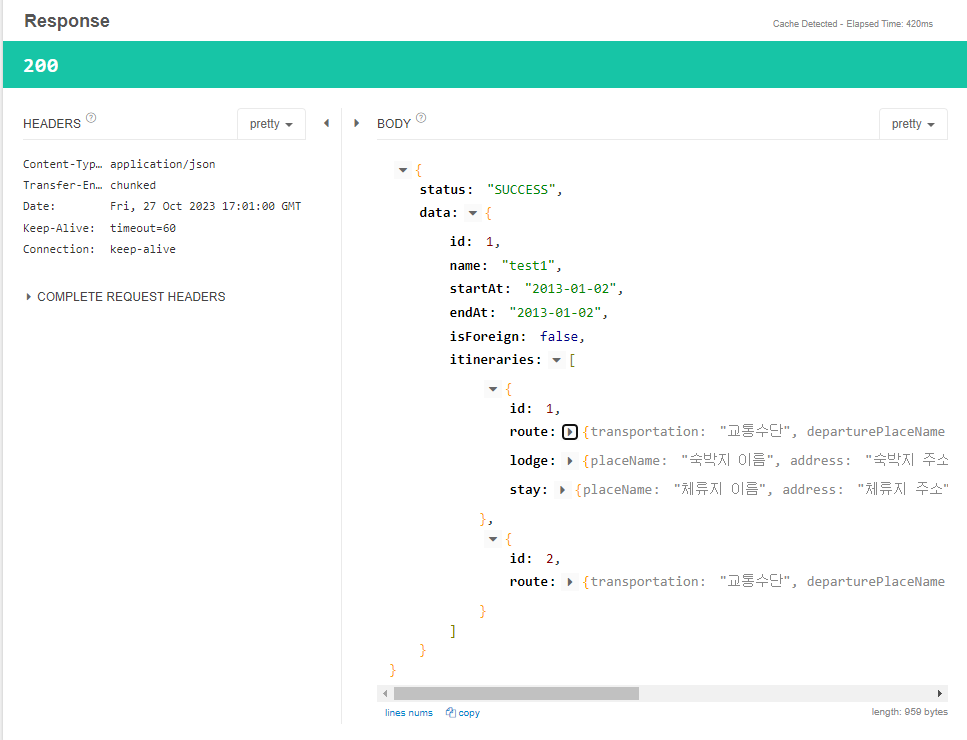 Response
Cache Detected - Elapsed Time: 420ms
200
HEADERS ?
pretty
Content-Typ… application/json
Transfer-En… chunked
Date: Fri, 27 Oct 2023 17:01:00 GMT
Keep-Alive: timeout=60
Connection: keep-alive
COMPLETE REQUEST HEADERS
BODY ?
pretty
{
status: "SUCCESS",
data: {
id: 1,
name: "test1",
startAt: "2013-01-02",
endAt: "2013-01-02",
isForeign: false,
itineraries: [
{
id: 1,
route: {transportation: "교통수단", departurePlaceName
lodge: {placeName: "숙박지 이름", address: "숙박지 주소
stay: {placeName: "체류지 이름", address: "체류지 주소"
},
{
id: 2,
route: {transportation: "교통수단", departurePlaceName
}
]
}
}
lines nums copy
length: 959 bytes